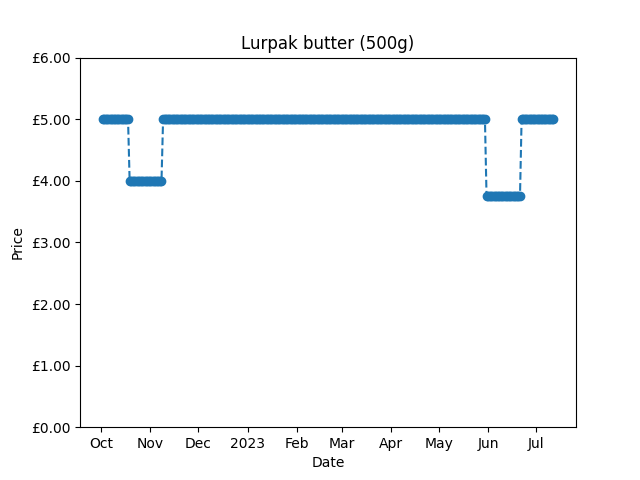 Lurpak butter (500g)
£6.00
£5.00
£4.00
£3.00
£2.00
£1.00
£0.00
Price
Oct Nov Dec 2023 Feb Mar Apr May Jun Jul
Date